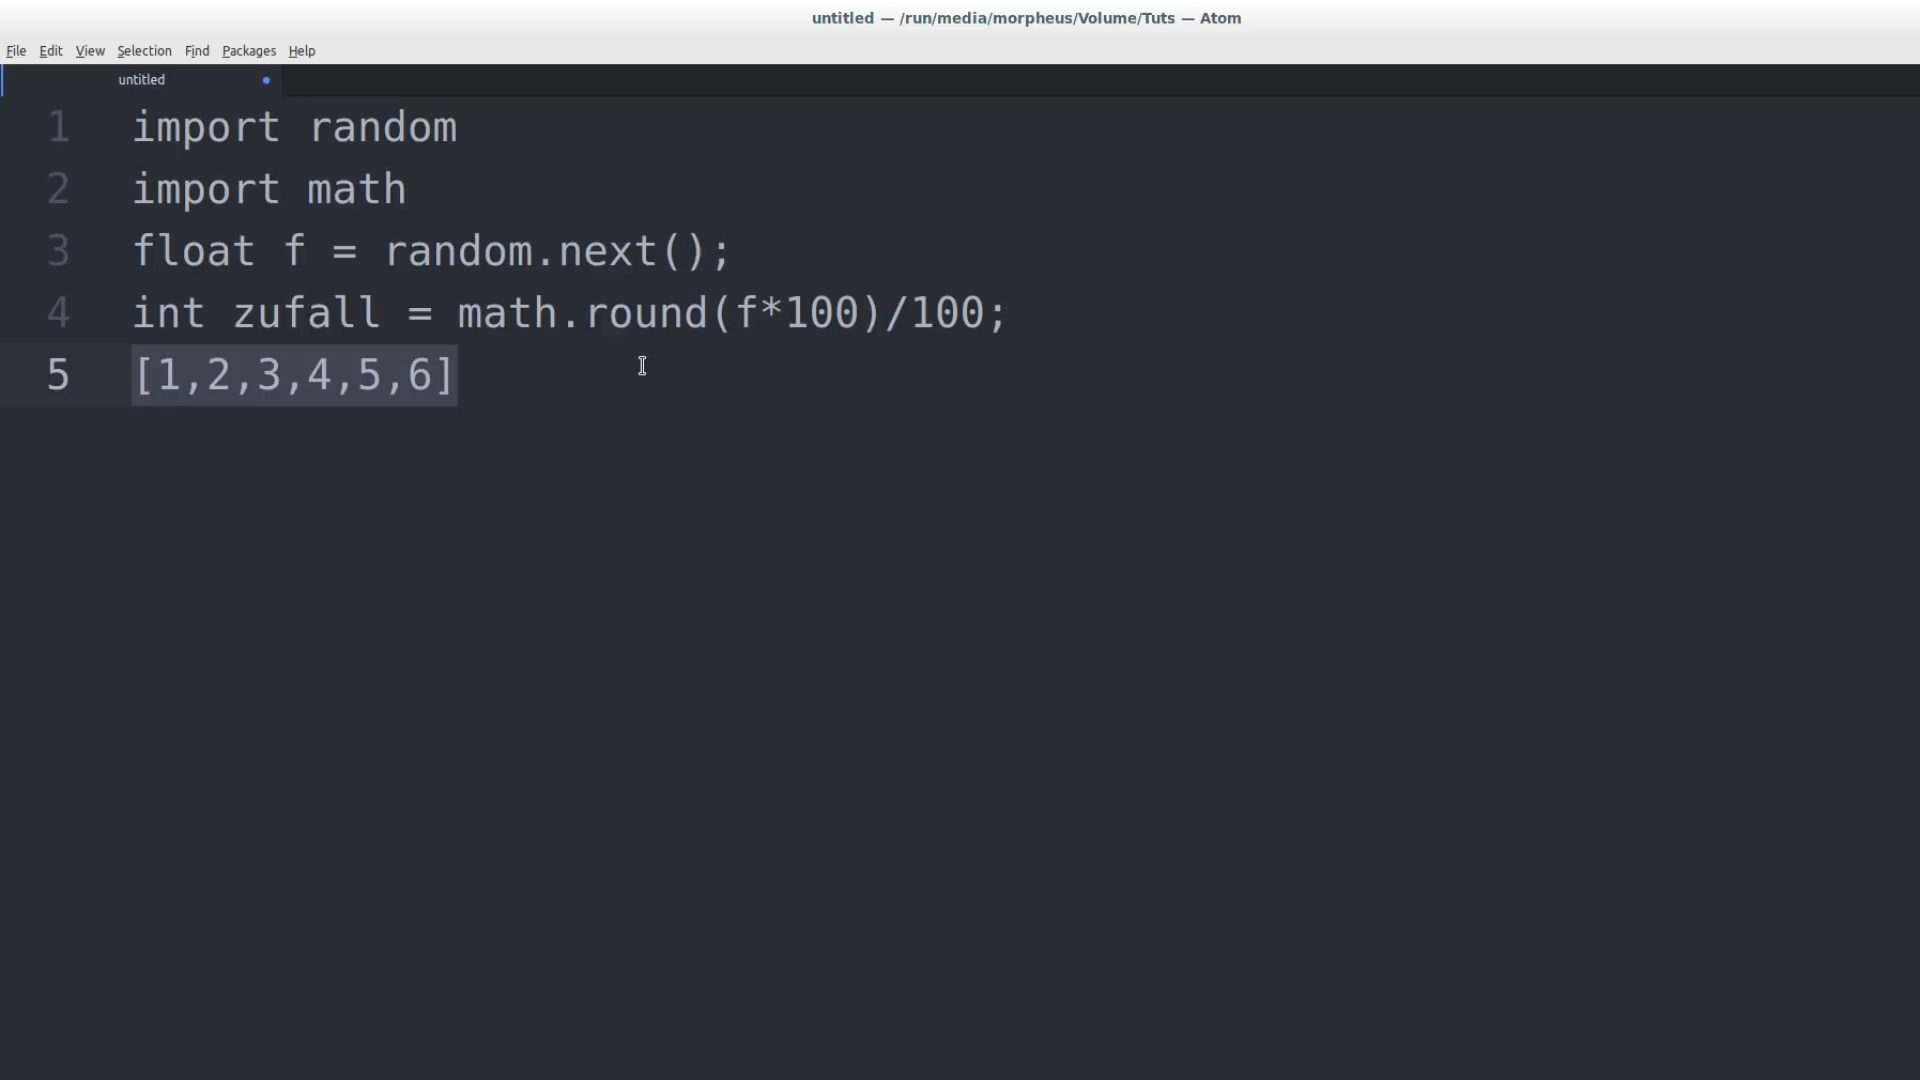 untitled — /run/media/morpheus/Volume/Tuts — Atom
File Edit View Selection Find Packages Help
untitled
1 import random
2 import math
3 float f = random.next();
4 int zufall = math.round(f*100)/100;
5 [1,2,3,4,5,6]